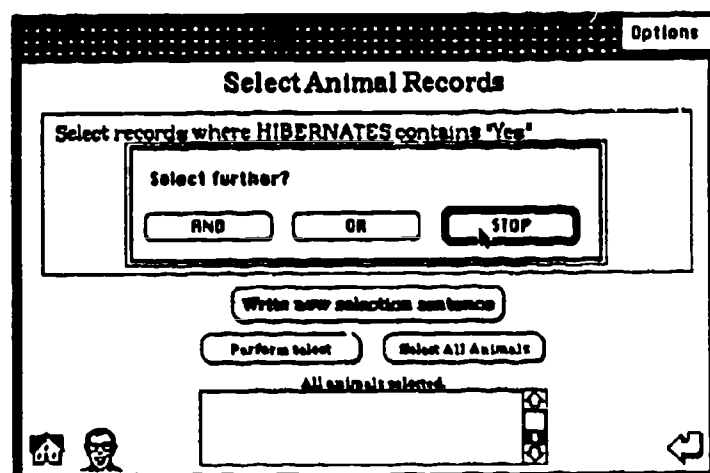 Options
Select Animal Records
Select records where HIBERNATES contains "Yes"
Select further?
AND OR STOP
Write new selection sentence
Perform select Select All Animals
All animals selected.